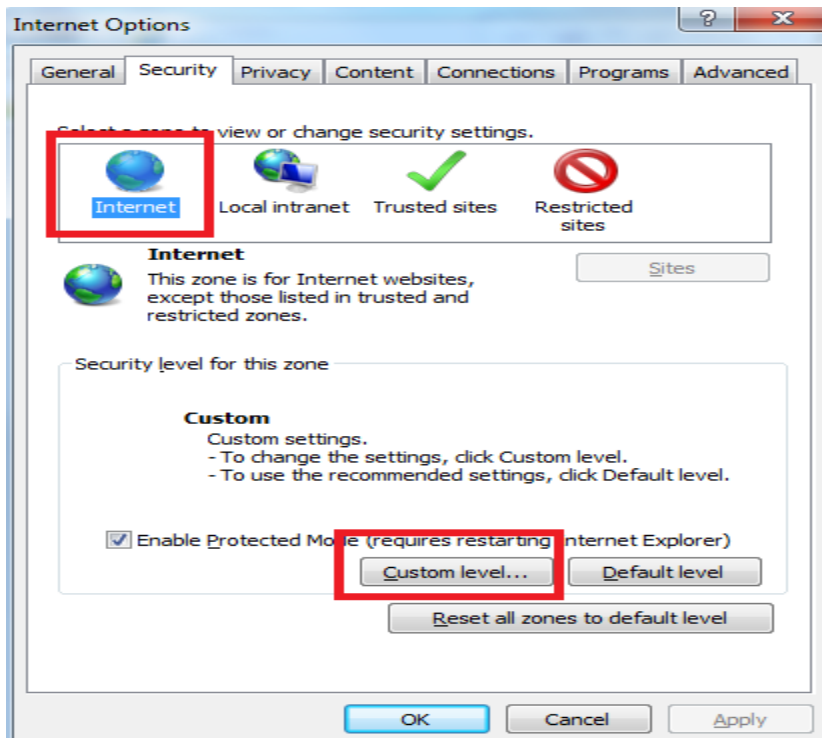 Internet Options
General Security Privacy Content Connections Programs Advanced
Select a zone to view or change security settings.
Internet Local intranet Trusted sites Restricted
sites
Internet
Sites
This zone is for Internet websites,
except those listed in trusted and
restricted zones.
Security level for this zone
Custom
Custom settings.
- To change the settings, click Custom level.
- To use the recommended settings, click Default level.
Enable Protected Mode (requires restarting Internet Explorer)
Custom level... Default level
Reset all zones to default level
OK Cancel Apply